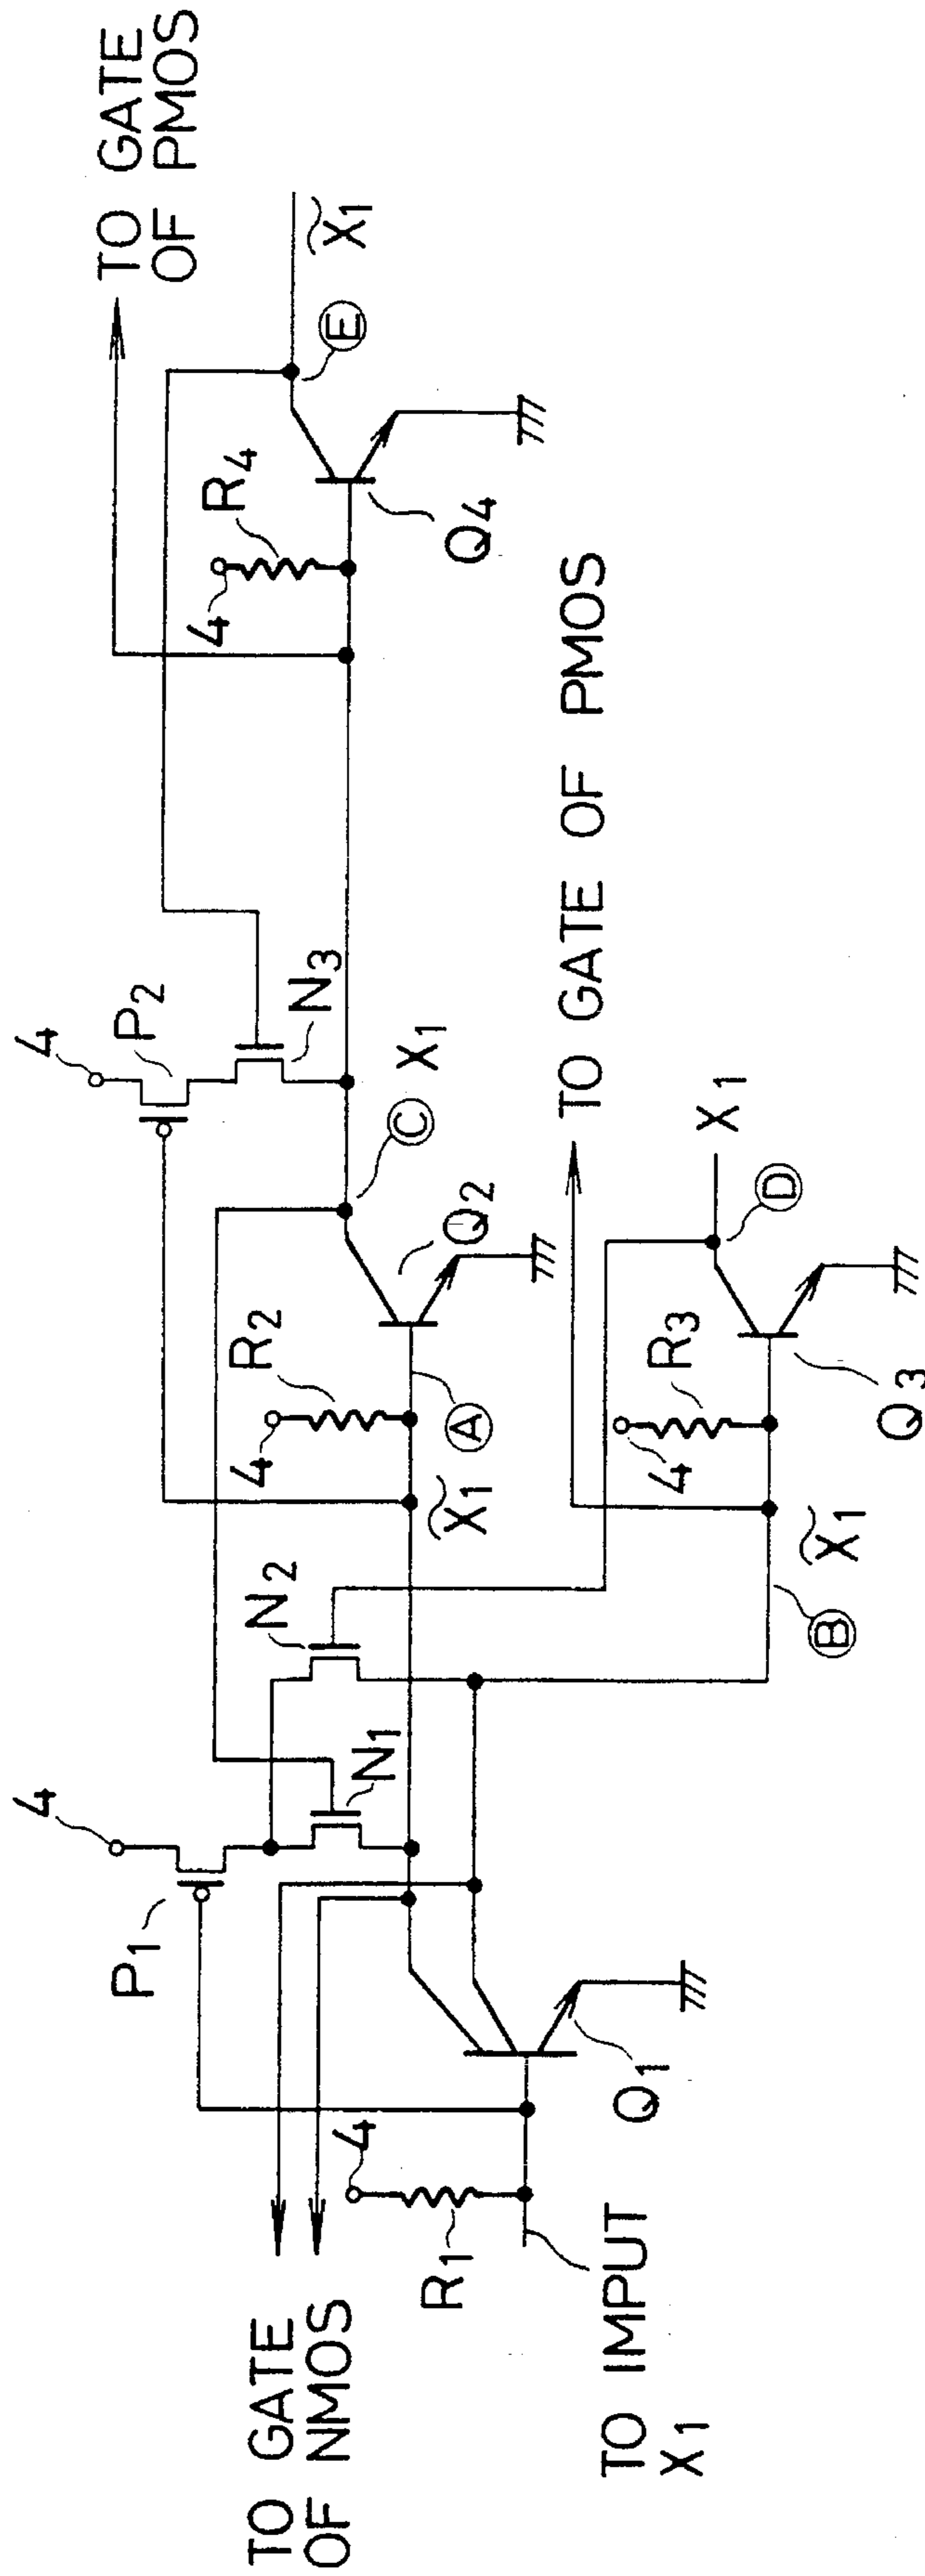 TO GATE
OF NMOS
TO IMPUT
X1
R1
4
Q1
P1
4
N1
N2
X̃1
A
4
R2
Q2
C
X1
4
P2
N3
B
X̃1
4
R3
Q3
D
X1
TO GATE OF PMOS
4
R4
Q4
E
X̃1
TO GATE
OF PMOS